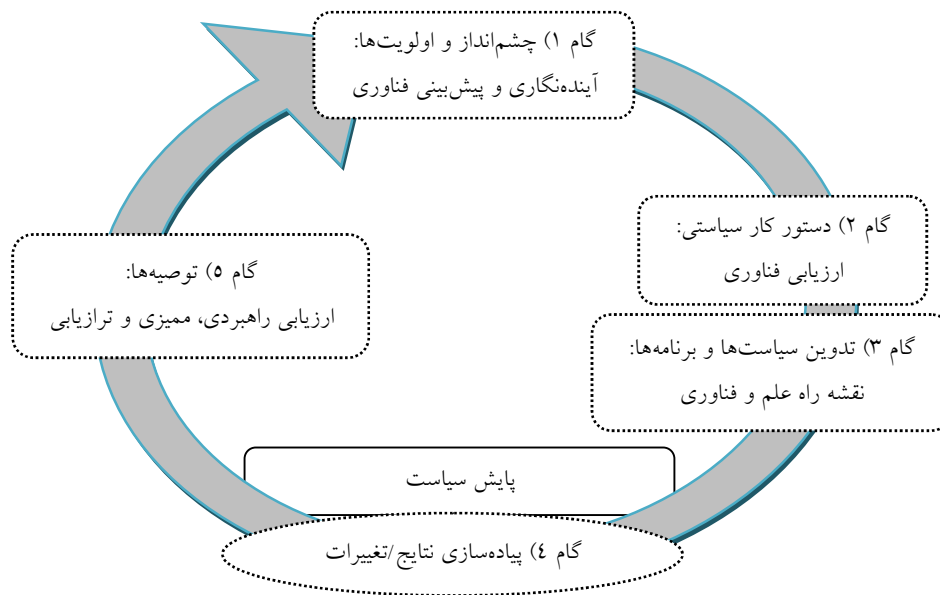 گام ۱) چشم‌انداز و اولویت‌ها:
آینده‌نگاری و پیش‌بینی فناوری
گام ۲) دستور کار سیاستی:
ارزیابی فناوری
گام ۳) تدوین سیاست‌ها و برنامه‌ها:
نقشه راه علم و فناوری
پایش سیاست
گام ٤) پیاده‌سازی نتایج/تغییرات
گام ٥) توصیه‌ها:
ارزیابی راهبردی، ممیزی و ترازیابی